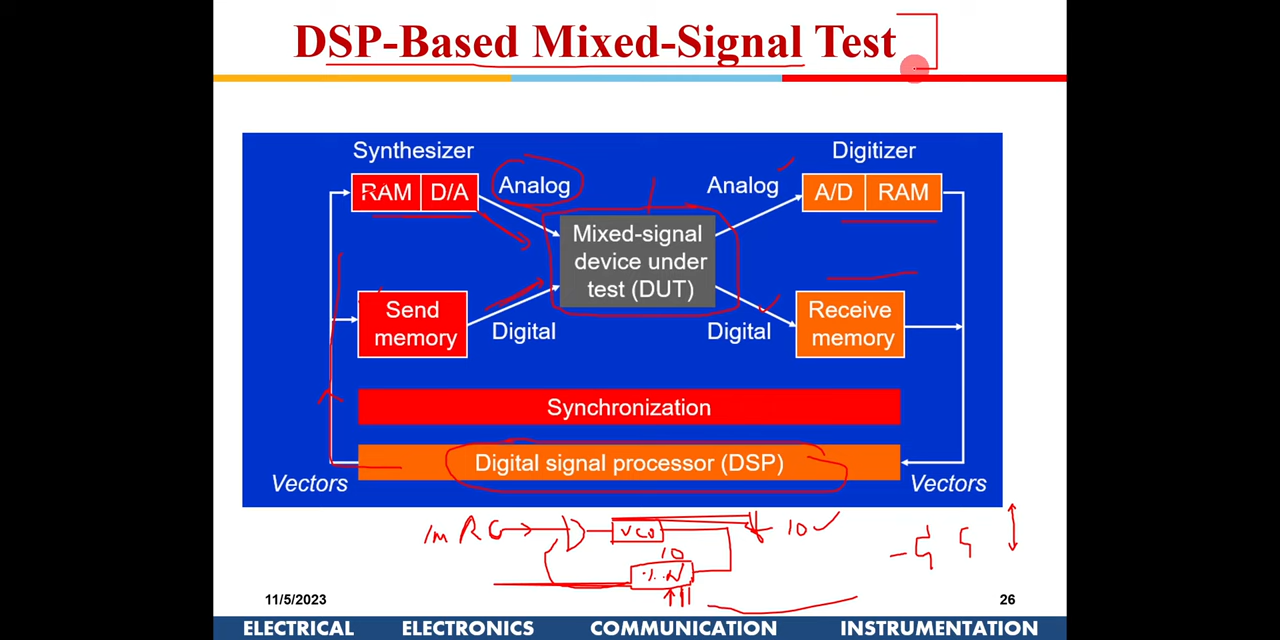 DSP-Based Mixed-Signal Test
Synthesizer
Digitizer
RAM D/A
Analog
Analog
A/D RAM
Mixed-signal
device under
test (DUT)
Send
memory
Digital
Digital
Receive
memory
Synchronization
Digital signal processor (DSP)
Vectors
Vectors
VCO
10
10
÷N
11/5/2023
26
ELECTRICAL ELECTRONICS COMMUNICATION INSTRUMENTATION